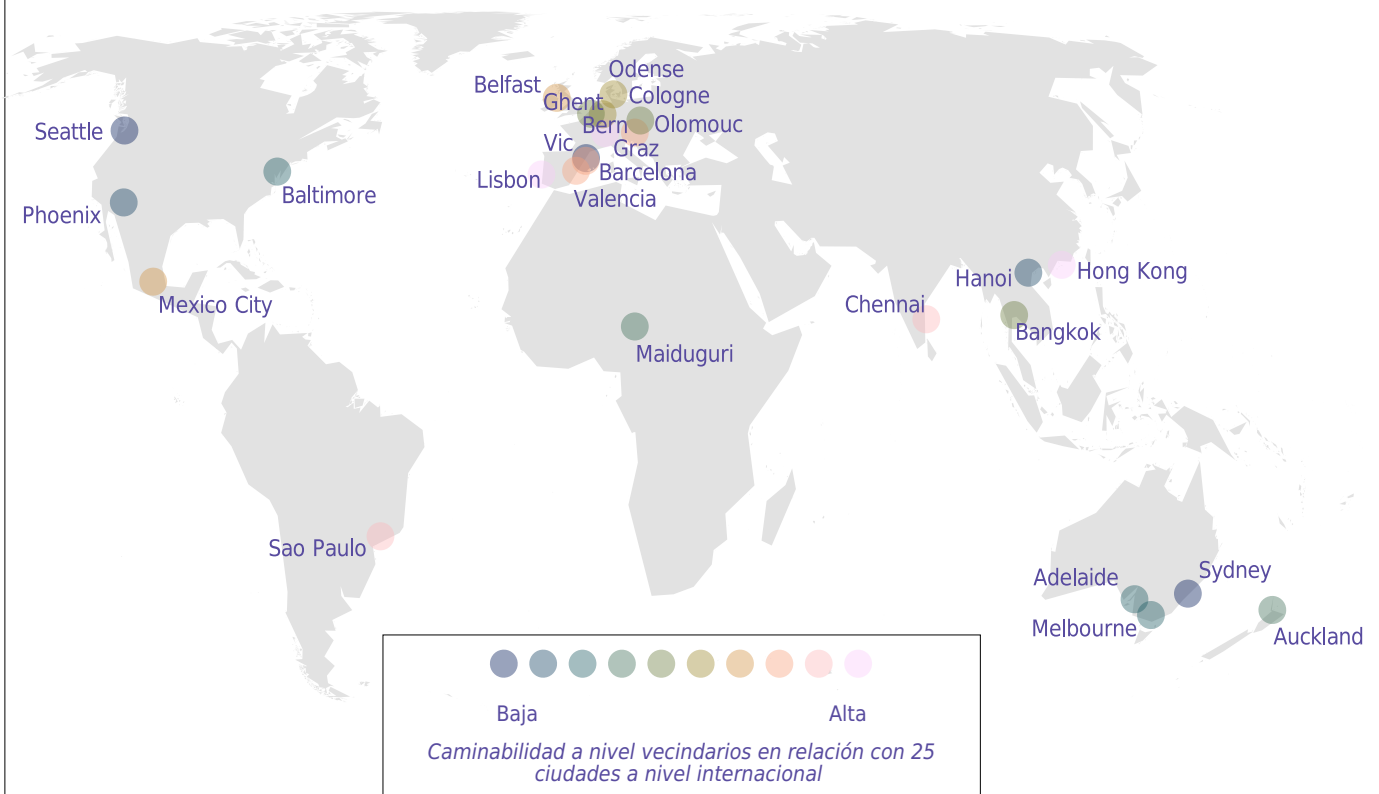 Odense
Belfast
Cologne
Ghent
Bern
Olomouc
Seattle
Vic
Graz
Barcelona
Lisbon
Valencia
Baltimore
Phoenix
Hanoi
Hong Kong
Chennai
Mexico City
Bangkok
Maiduguri
Sao Paulo
Adelaide
Sydney
Melbourne
Auckland
Baja
Alta
Caminabilidad a nivel vecindarios en relación con 25
ciudades a nivel internacional